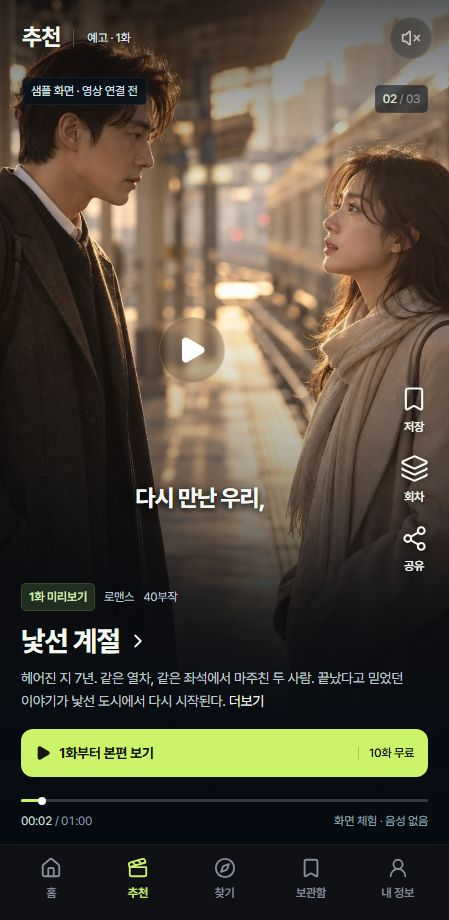 추천 예고 · 1화
샘플 화면 · 영상 연결 전
02 / 03
저장
회차
다시 만난 우리,
공유
1화 미리보기 로맨스 40부작
낯선 계절
헤어진 지 7년. 같은 열차, 같은 좌석에서 마주친 두 사람. 끝났다고 믿었던
이야기가 낯선 도시에서 다시 시작된다. 더보기
1화부터 본편 보기 10화 무료
00:02 / 01:00 화면 체험 · 음성 없음
홈 추천 찾기 보관함 내 정보